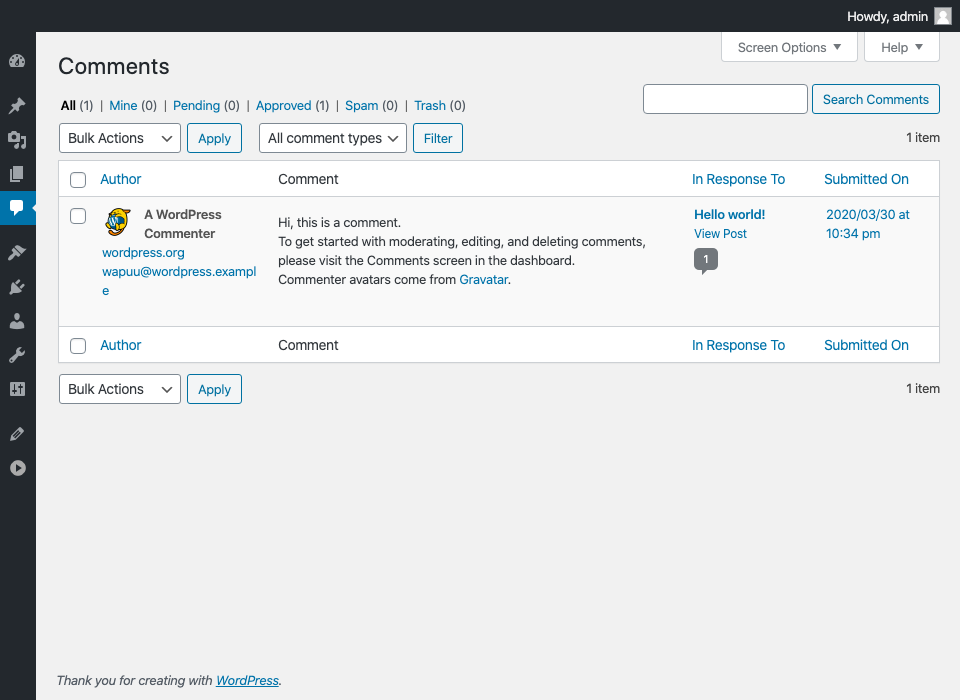 Howdy, admin
Screen Options
Help
Comments
All (1) | Mine (0) | Pending (0) | Approved (1) | Spam (0) | Trash (0)
Search Comments
Bulk Actions
Apply
All comment types
Filter
1 item
Author
Comment
In Response To
Submitted On
A WordPress
Commenter
wordpress.org
wapuu@wordpress.exampl
e
Hi, this is a comment.
To get started with moderating, editing, and deleting comments,
please visit the Comments screen in the dashboard.
Commenter avatars come from Gravatar.
Hello world!
View Post
1
2020/03/30 at
10:34 pm
Author
Comment
In Response To
Submitted On
Bulk Actions
Apply
1 item
Thank you for creating with WordPress.